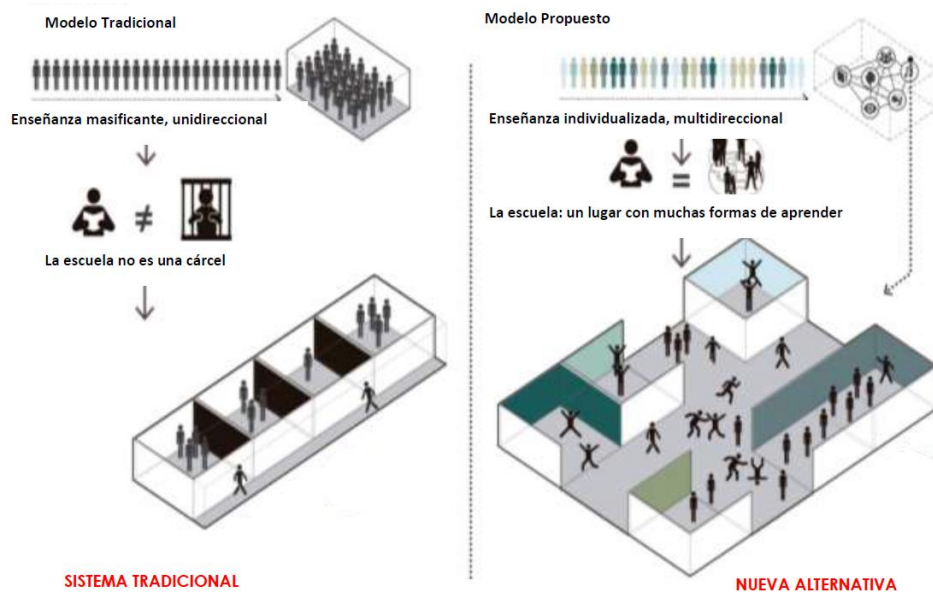 Modelo Tradicional
Enseñanza masificante, unidireccional
≠
La escuela no es una cárcel
SISTEMA TRADICIONAL
Modelo Propuesto
Enseñanza individualizada, multidireccional
=
La escuela: un lugar con muchas formas de aprender
NUEVA ALTERNATIVA